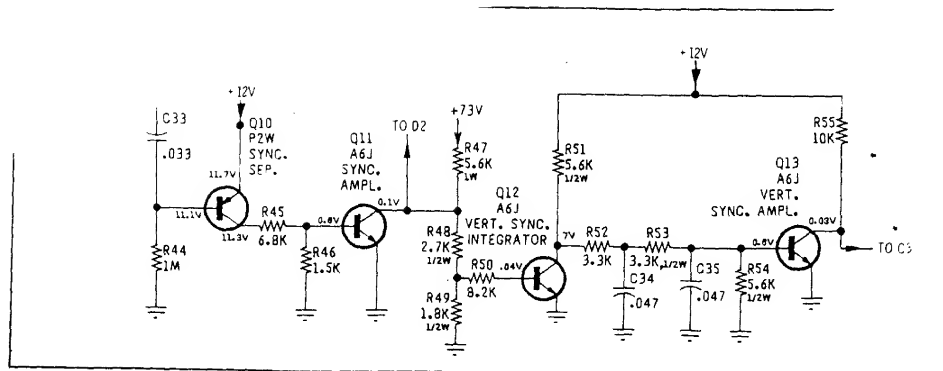 +12V
+12V
C33
.033
Q10
P2W
SYNC.
SEP.
11.7V
11.1V
11.3V
R44
1M
R45
6.8K
R46
1.5K
0.6V
Q11
A6J
SYNC.
AMPL.
0.1V
TO D2
+73V
R47
5.6K
1W
R48
2.7K
1/2W
R49
1.8K
1/2W
R50
8.2K
.04V
Q12
A6J
VERT. SYNC.
INTEGRATOR
R51
5.6K
1/2W
7V
R52
3.3K
R53
3.3K,1/2W
C34
.047
C35
.047
R54
5.6K
1/2W
0.6V
Q13
A6J
VERT.
SYNC. AMPL.
0.03V
R55
10K